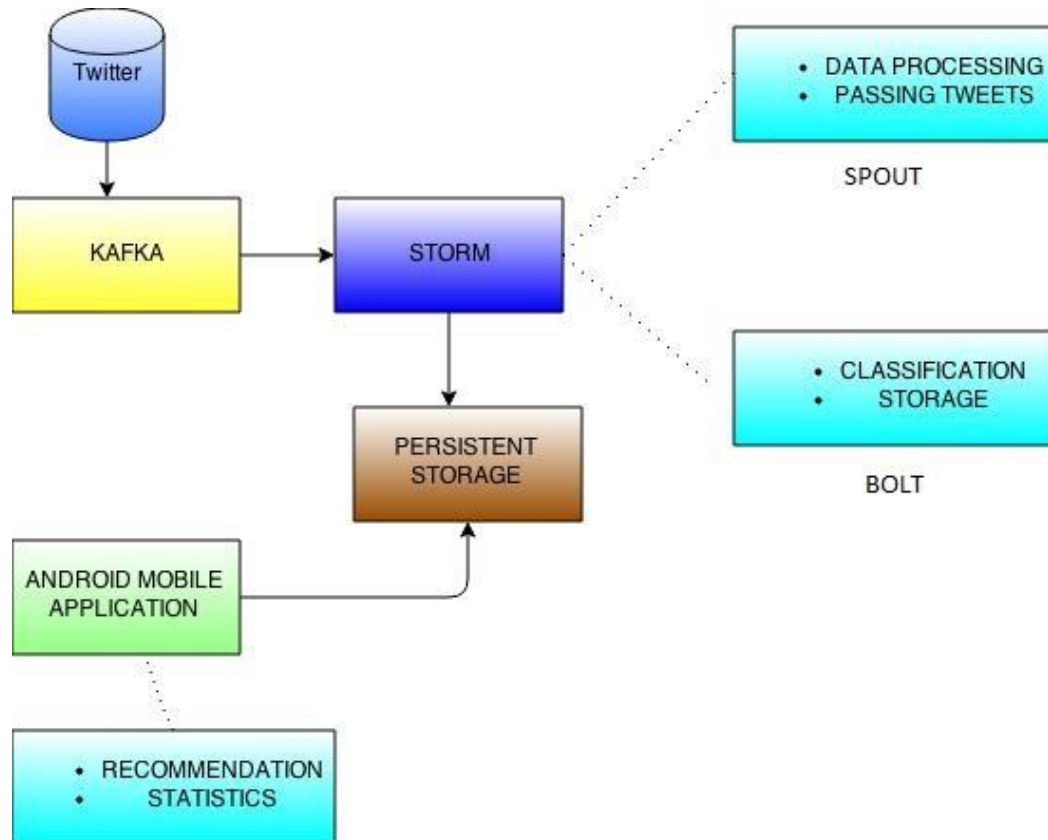 Twitter
• DATA PROCESSING
• PASSING TWEETS
SPOUT
KAFKA
STORM
• CLASSIFICATION
• STORAGE
BOLT
PERSISTENT
STORAGE
ANDROID MOBILE
APPLICATION
• RECOMMENDATION
• STATISTICS